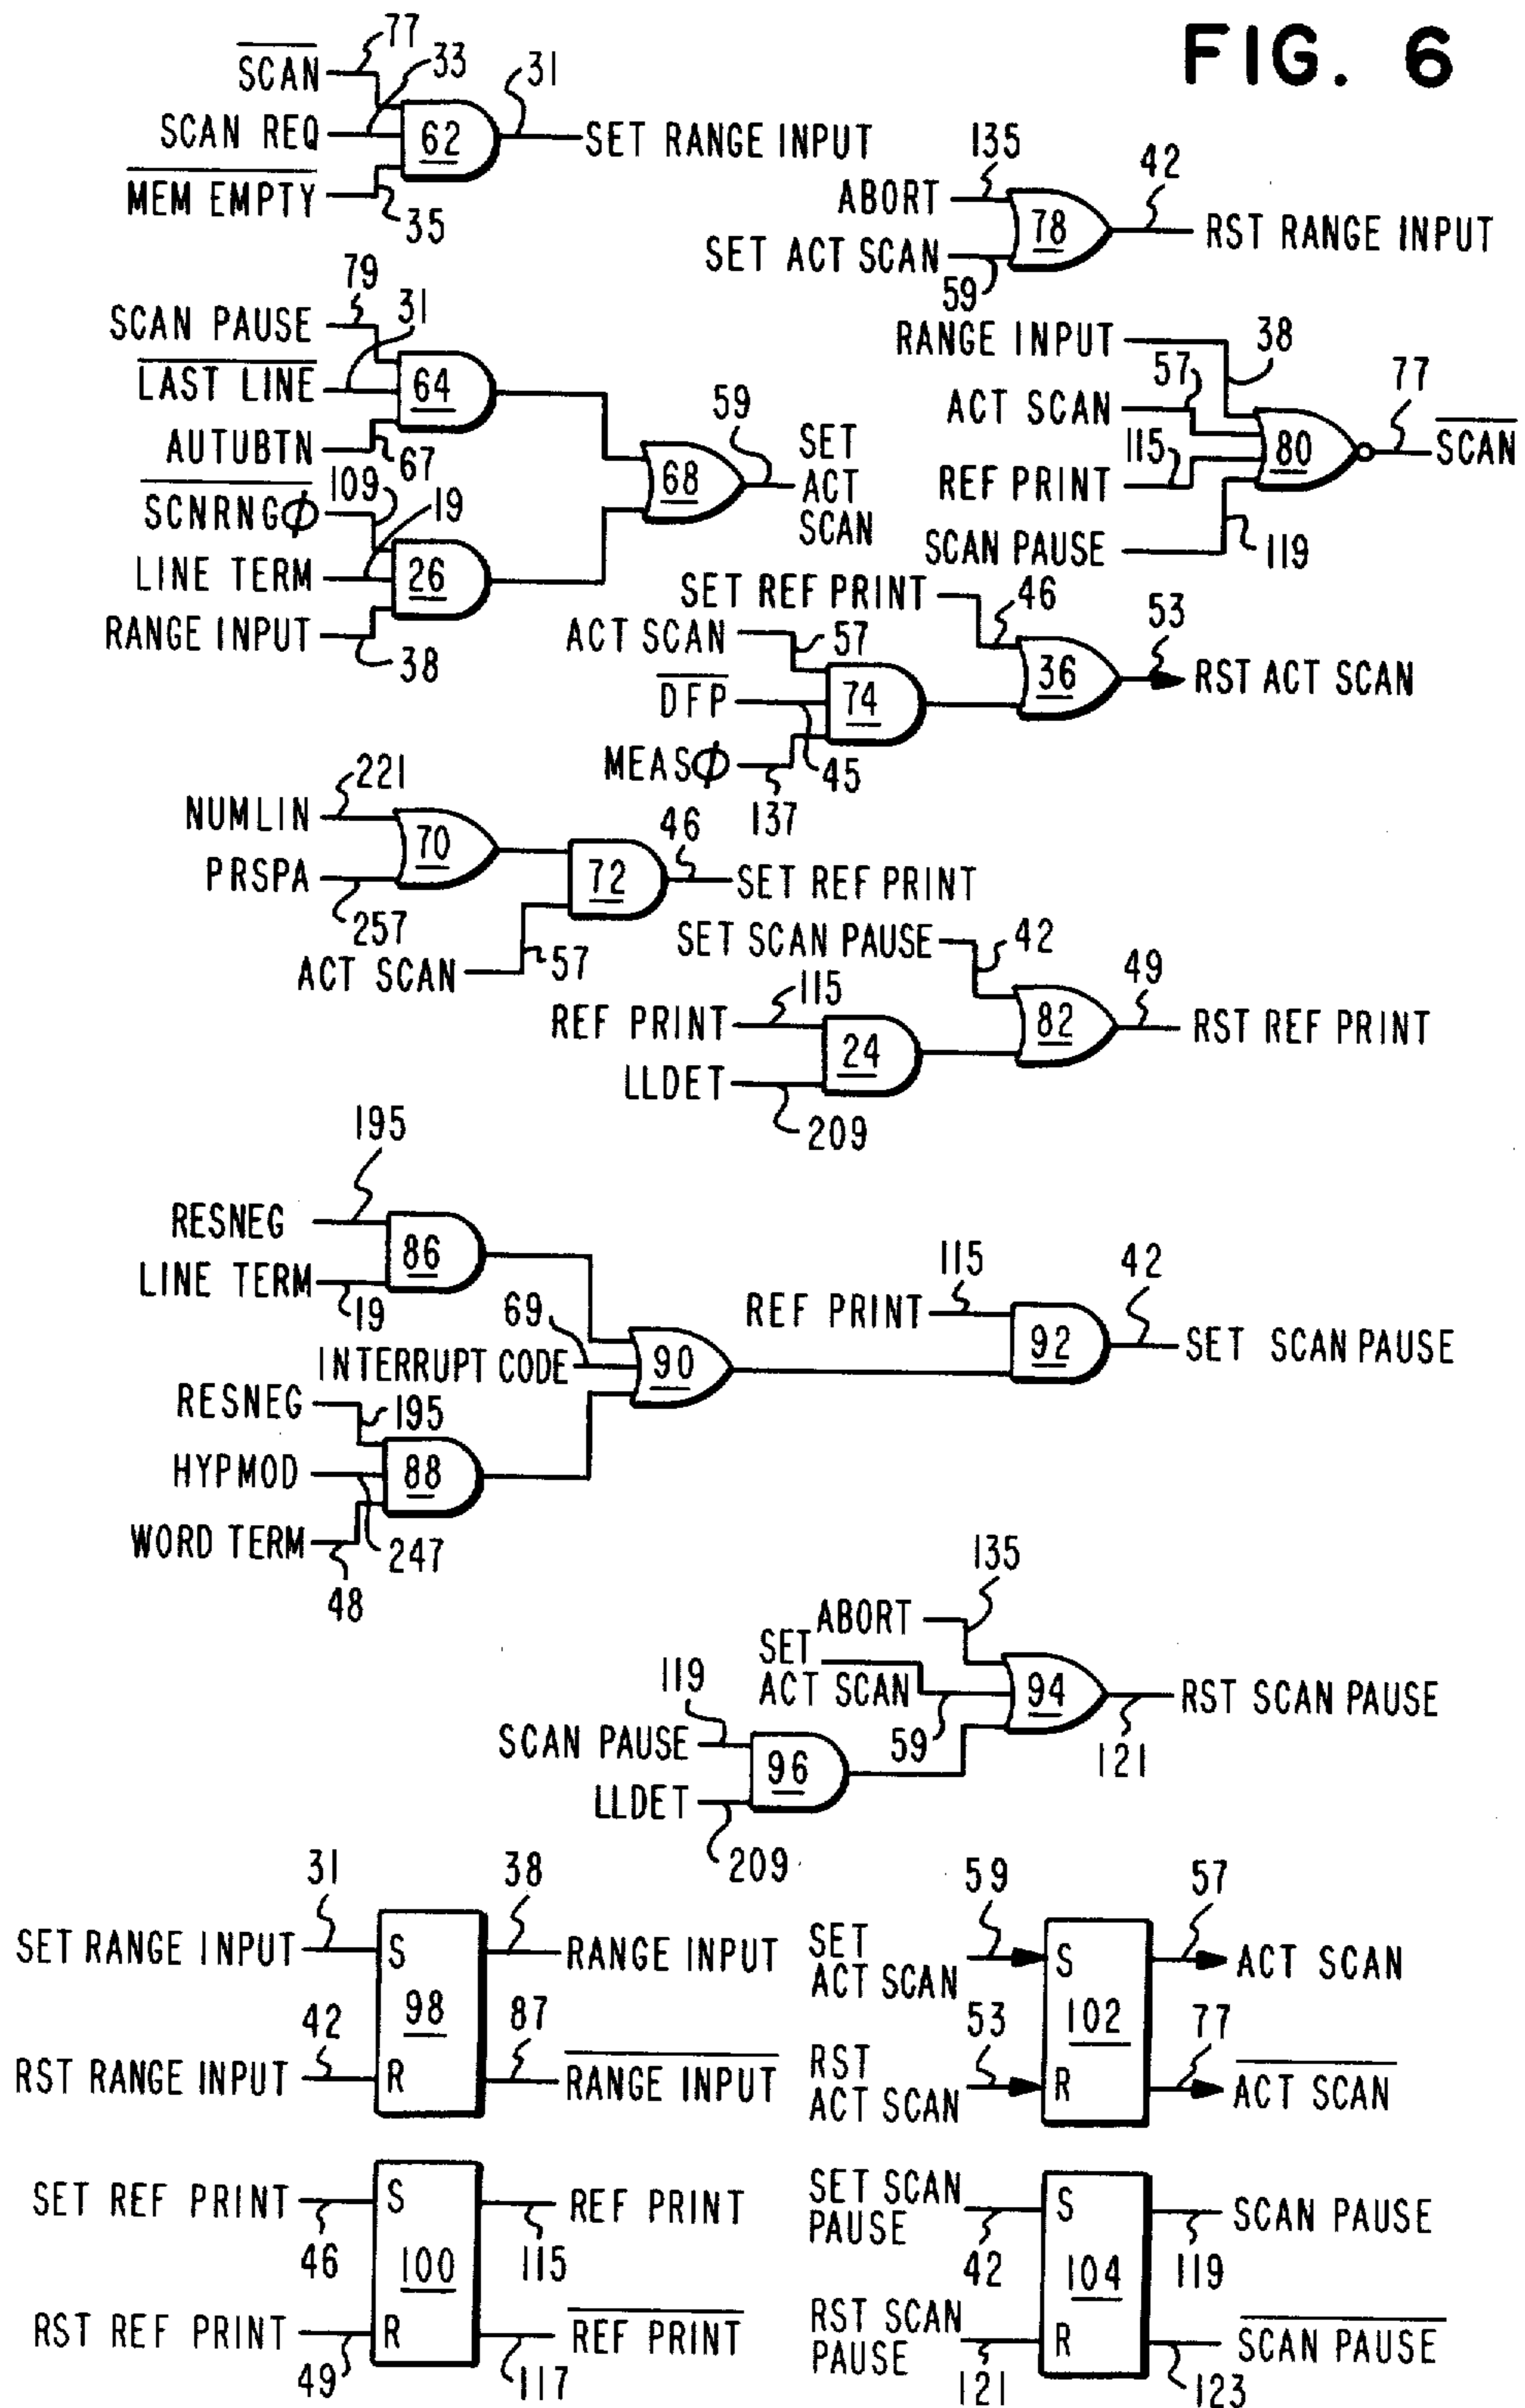 FIG. 6
77
SCAN
33
31
SCAN REQ
62
SET RANGE INPUT
MEM EMPTY
35
135
42
ABORT
78
RST RANGE INPUT
SET ACT SCAN
59
79
SCAN PAUSE
31
LAST LINE
64
AUTUBTN
67
SCNRNGϕ
109
19
LINE TERM
26
RANGE INPUT
38
68
59
SET
ACT
SCAN
RANGE INPUT
38
57
ACT SCAN
77
115
80
SCAN
REF PRINT
SCAN PAUSE
119
SET REF PRINT
46
53
ACT SCAN
57
36
RST ACT SCAN
DFP
74
MEASϕ
45
137
221
NUMLIN
70
46
PRSPA
72
SET REF PRINT
257
ACT SCAN
57
SET SCAN PAUSE
42
49
115
REF PRINT
82
RST REF PRINT
24
LLDET
209
195
RESNEG
86
LINE TERM
19
69
INTERRUPT CODE
90
115
42
REF PRINT
92
SET SCAN PAUSE
RESNEG
195
HYPMOD
88
WORD TERM
247
48
135
ABORT
SET
ACT SCAN
94
RST SCAN PAUSE
119
59
121
SCAN PAUSE
96
LLDET
209
31
38
SET RANGE INPUT
S
RANGE INPUT
42
98
87
RST RANGE INPUT
R
RANGE INPUT
59
57
SET
ACT SCAN
S
ACT SCAN
53
102
77
RST
ACT SCAN
R
ACT SCAN
SET REF PRINT
S
REF PRINT
46
100
115
RST REF PRINT
R
REF PRINT
49
117
SET SCAN
PAUSE
S
SCAN PAUSE
42
104
119
RST SCAN
PAUSE
R
SCAN PAUSE
121
123